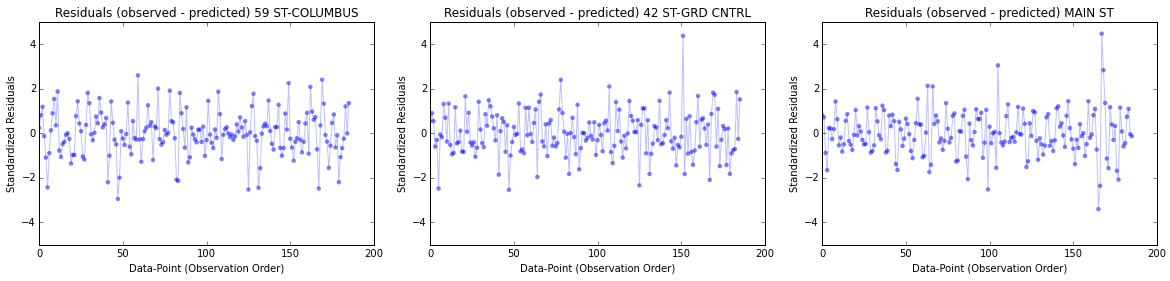 Residuals (observed - predicted) 59 ST-COLUMBUS
Standardized Residuals
4
2
0
−2
−4
0 50 100 150 200
Data-Point (Observation Order)
Residuals (observed - predicted) 42 ST-GRD CNTRL
Standardized Residuals
4
2
0
−2
−4
0 50 100 150 200
Data-Point (Observation Order)
Residuals (observed - predicted) MAIN ST
Standardized Residuals
4
2
0
−2
−4
0 50 100 150 200
Data-Point (Observation Order)